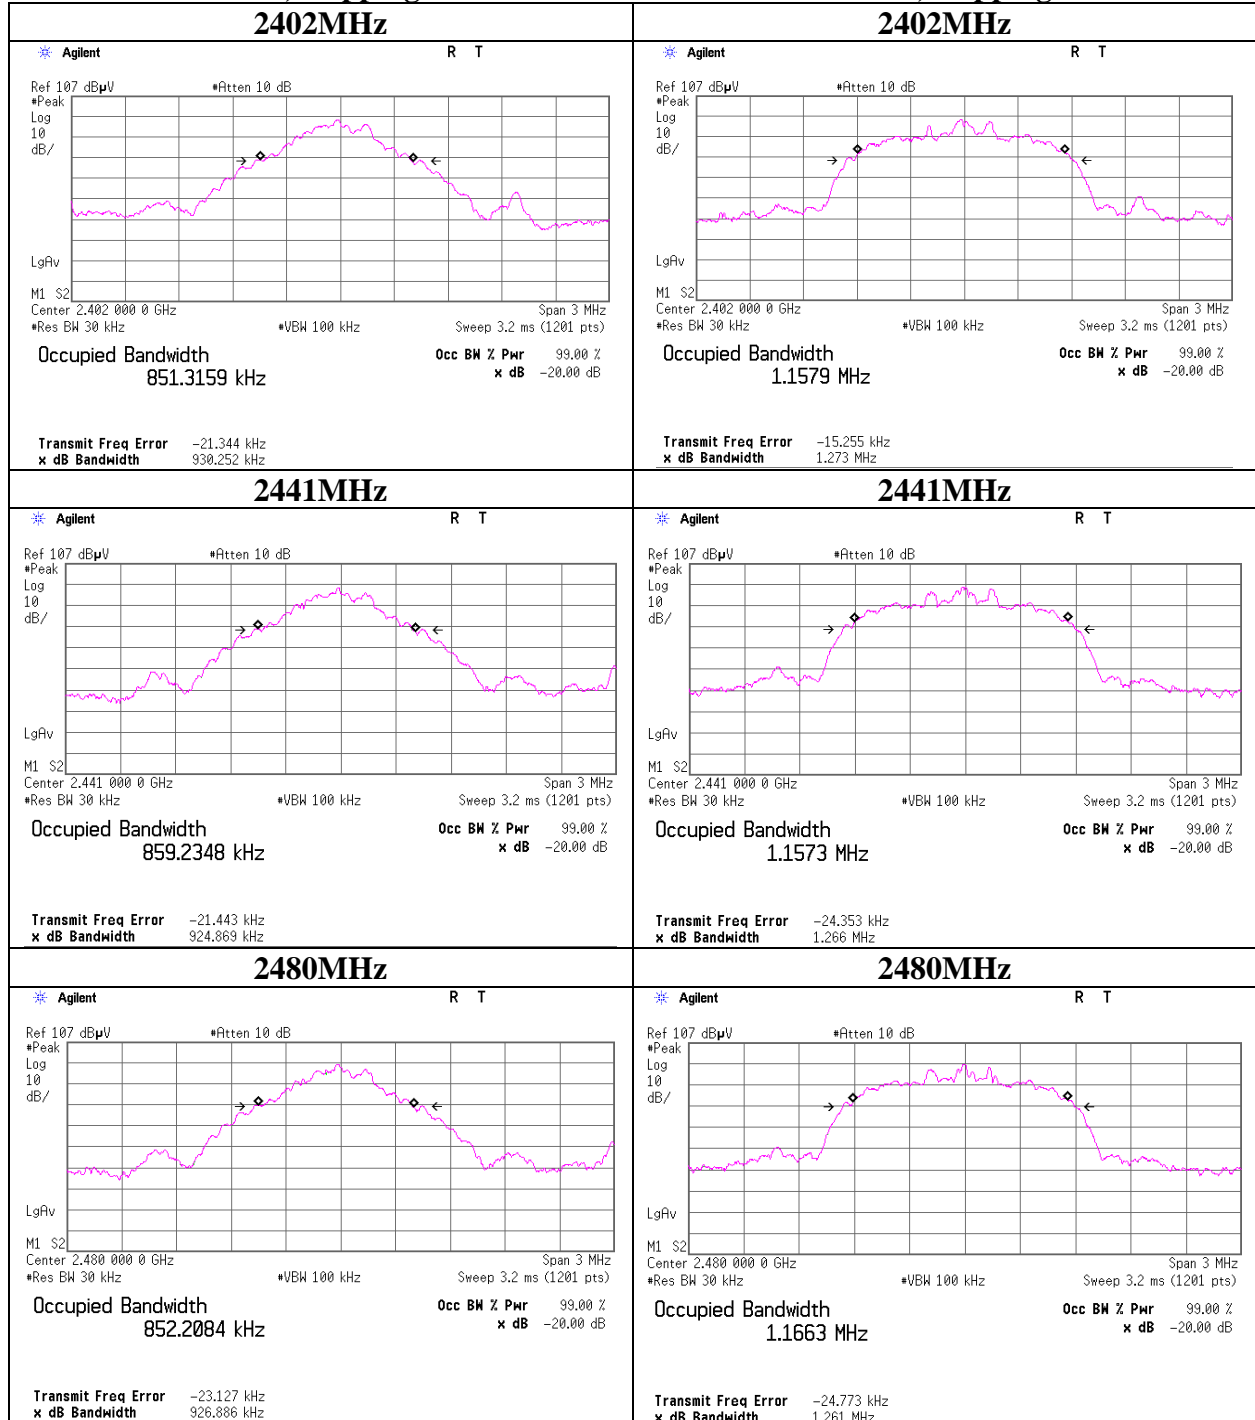 2402MHz
Agilent R T
Ref 107 dBµV #Atten 10 dB
#Peak
Log
10
dB/
LgAv
M1 S2
Center 2.402 000 0 GHz Span 3 MHz
#Res BW 30 kHz #VBW 100 kHz Sweep 3.2 ms (1201 pts)
Occupied Bandwidth Occ BW % Pwr 99.00 %
851.3159 kHz x dB -20.00 dB
Transmit Freq Error -21.344 kHz
x dB Bandwidth 930.252 kHz
2402MHz
Agilent R T
Ref 107 dBµV #Atten 10 dB
#Peak
Log
10
dB/
LgAv
M1 S2
Center 2.402 000 0 GHz Span 3 MHz
#Res BW 30 kHz #VBW 100 kHz Sweep 3.2 ms (1201 pts)
Occupied Bandwidth Occ BW % Pwr 99.00 %
1.1579 MHz x dB -20.00 dB
Transmit Freq Error -15.255 kHz
x dB Bandwidth 1.273 MHz
2441MHz
Agilent R T
Ref 107 dBµV #Atten 10 dB
#Peak
Log
10
dB/
LgAv
M1 S2
Center 2.441 000 0 GHz Span 3 MHz
#Res BW 30 kHz #VBW 100 kHz Sweep 3.2 ms (1201 pts)
Occupied Bandwidth Occ BW % Pwr 99.00 %
859.2348 kHz x dB -20.00 dB
Transmit Freq Error -21.443 kHz
x dB Bandwidth 924.869 kHz
2441MHz
Agilent R T
Ref 107 dBµV #Atten 10 dB
#Peak
Log
10
dB/
LgAv
M1 S2
Center 2.441 000 0 GHz Span 3 MHz
#Res BW 30 kHz #VBW 100 kHz Sweep 3.2 ms (1201 pts)
Occupied Bandwidth Occ BW % Pwr 99.00 %
1.1573 MHz x dB -20.00 dB
Transmit Freq Error -24.353 kHz
x dB Bandwidth 1.266 MHz
2480MHz
Agilent R T
Ref 107 dBµV #Atten 10 dB
#Peak
Log
10
dB/
LgAv
M1 S2
Center 2.480 000 0 GHz Span 3 MHz
#Res BW 30 kHz #VBW 100 kHz Sweep 3.2 ms (1201 pts)
Occupied Bandwidth Occ BW % Pwr 99.00 %
852.2084 kHz x dB -20.00 dB
Transmit Freq Error -23.127 kHz
x dB Bandwidth 926.886 kHz
2480MHz
Agilent R T
Ref 107 dBµV #Atten 10 dB
#Peak
Log
10
dB/
LgAv
M1 S2
Center 2.480 000 0 GHz Span 3 MHz
#Res BW 30 kHz #VBW 100 kHz Sweep 3.2 ms (1201 pts)
Occupied Bandwidth Occ BW % Pwr 99.00 %
1.1663 MHz x dB -20.00 dB
Transmit Freq Error -24.773 kHz
x dB Bandwidth 1.261 MHz